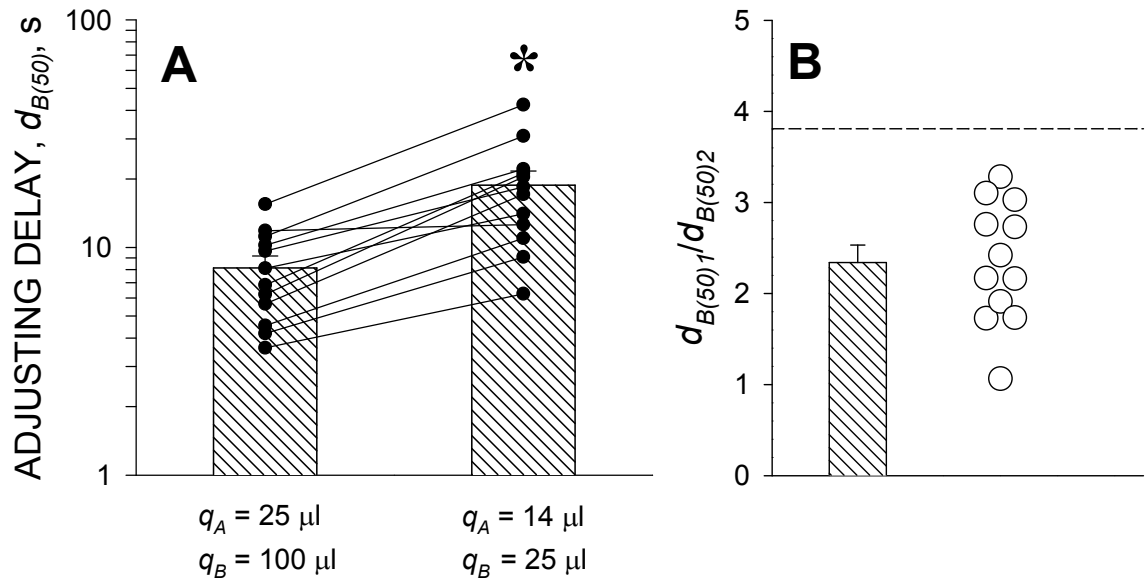 ADJUSTING DELAY, dB(50), s
100
10
1
A
*
qA = 25 μl
qB = 100 μl
qA = 14 μl
qB = 25 μl
dB(50)1/dB(50)2
5
4
3
2
1
0
B